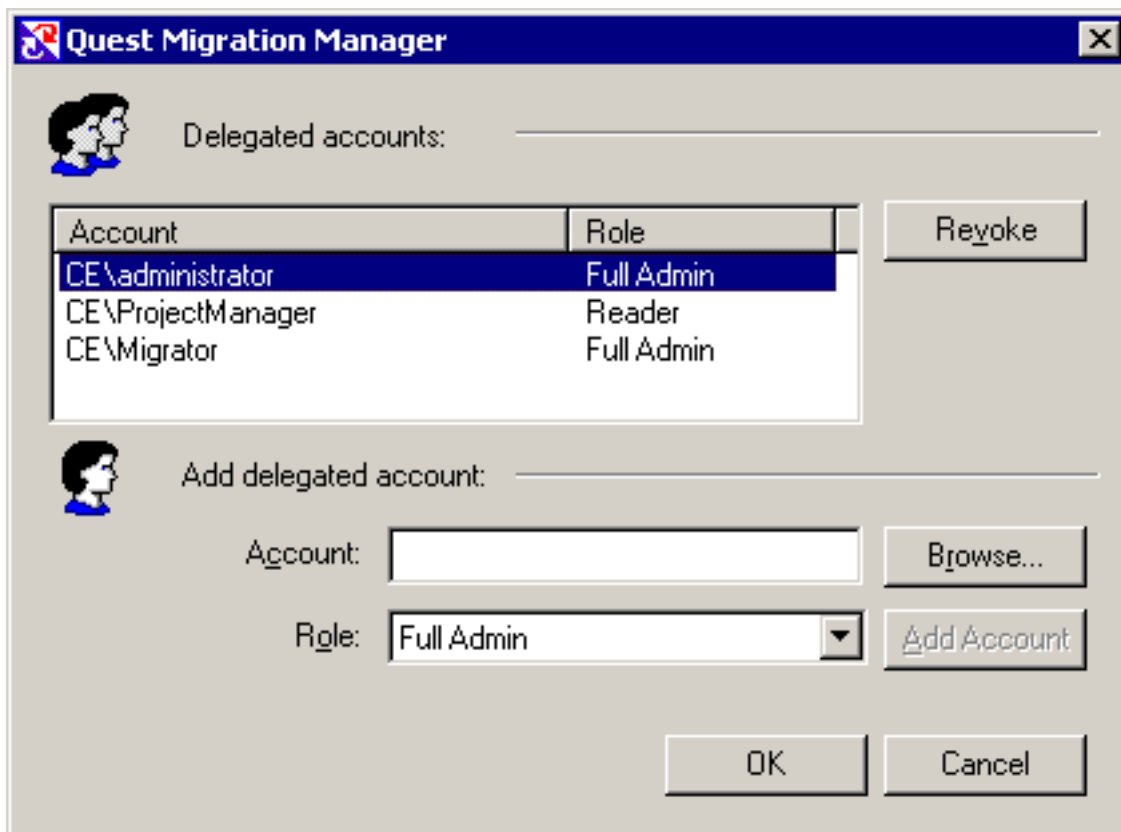 Quest Migration Manager
Delegated accounts:
Account Role
Revoke
CE\administrator Full Admin
CE\ProjectManager Reader
CE\Migrator Full Admin
Add delegated account:
Account:
Browse...
Role: Full Admin
Add Account
OK Cancel